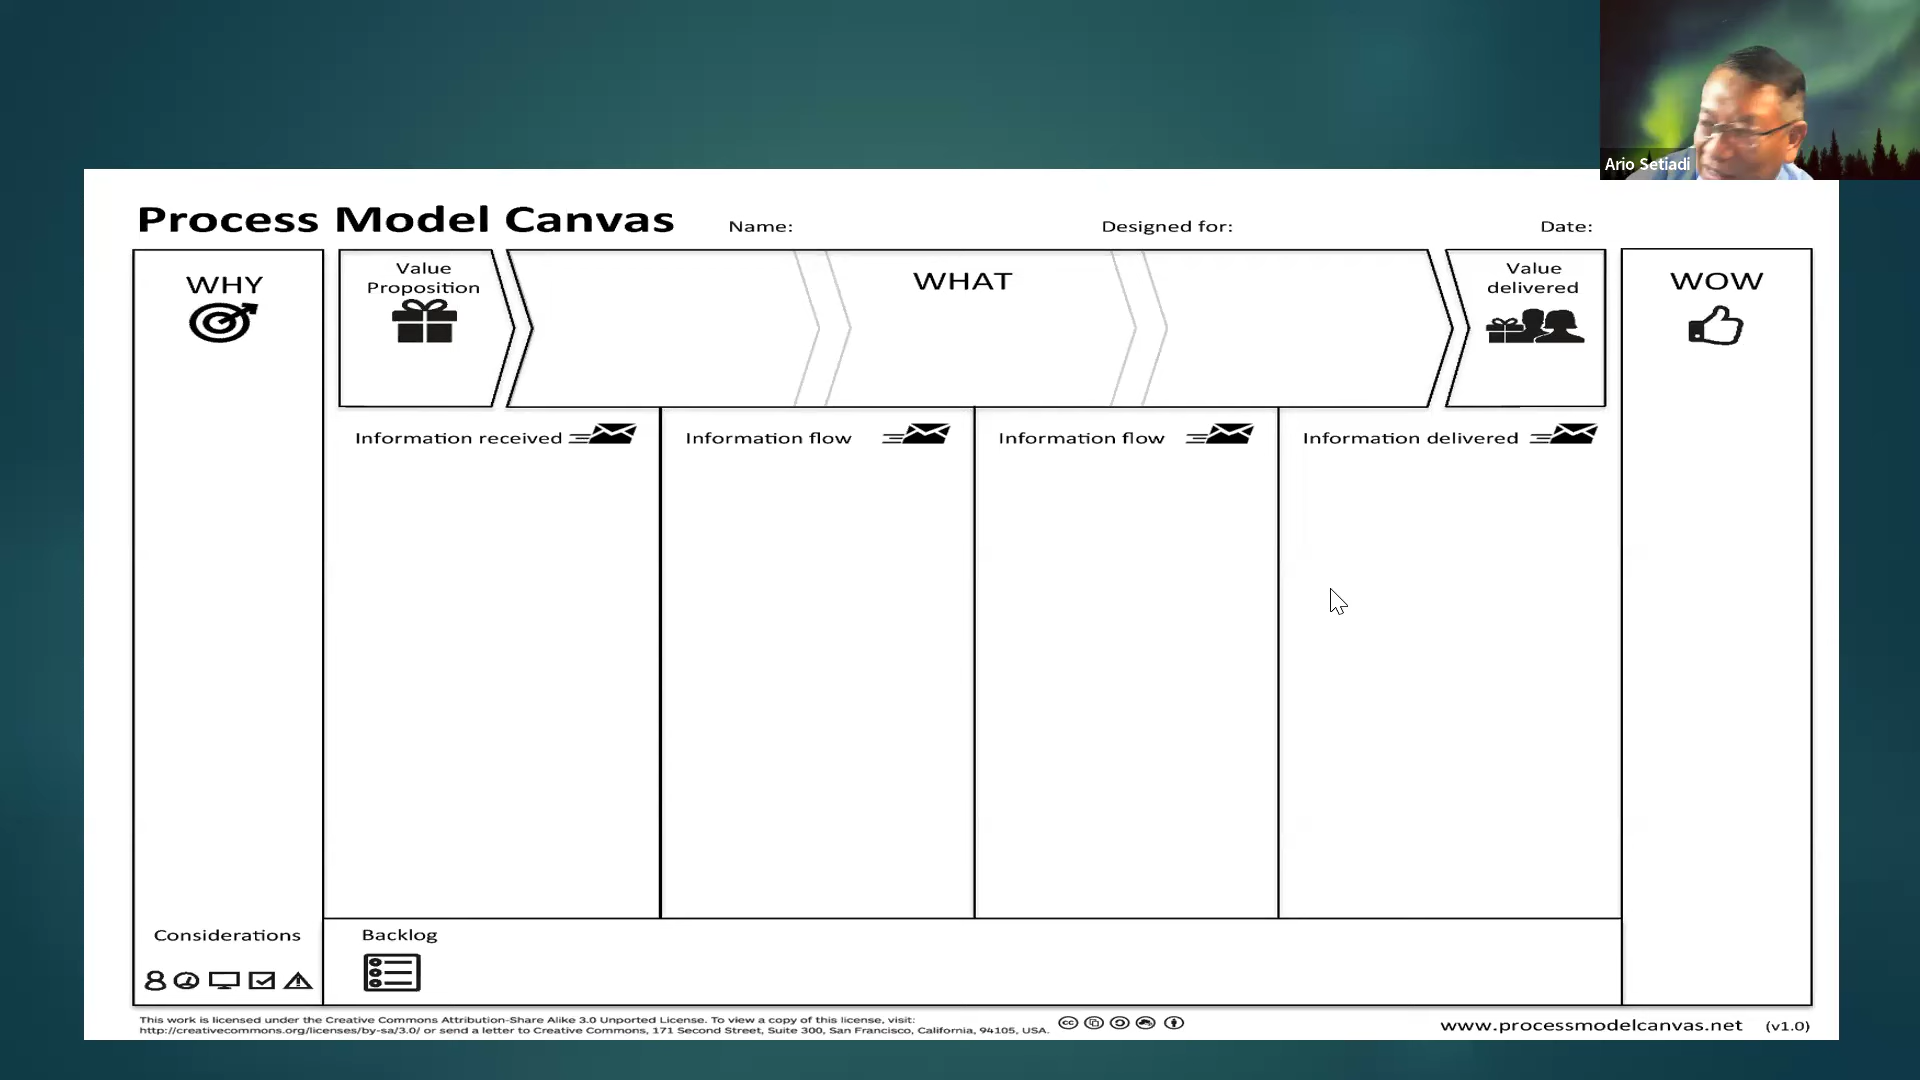 Ario Setiadi
Process Model Canvas
Name:
Designed for:
Date:
WHY
Value
Proposition
WHAT
Value
delivered
WOW
Information received
Information flow
Information flow
Information delivered
Considerations
Backlog
This work is licensed under the Creative Commons Attribution-Share Alike 3.0 Unported License. To view a copy of this license, visit:
http://creativecommons.org/licenses/by-sa/3.0/ or send a letter to Creative Commons, 171 Second Street, Suite 300, San Francisco, California, 94105, USA.
www.processmodelcanvas.net (v1.0)